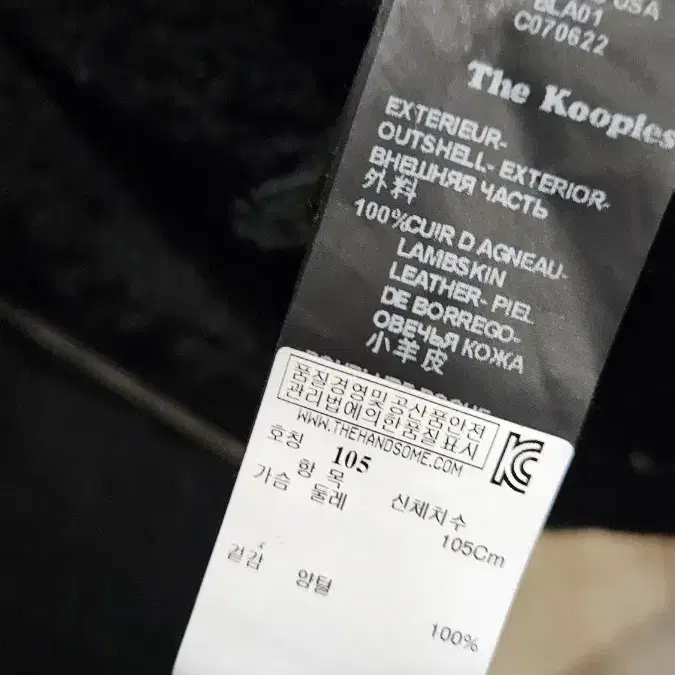 USA
BLA01
C070622
The Kooples
EXTERIEUR-
OUTSHELL- EXTERIOR-
ВНЕШНЯЯ ЧАСТЬ
外料
100%CUIR D AGNEAU-
LAMBSKIN
LEATHER- PIEL
DE BORREGO-
ОВЕЧЬЯ КОЖА
小羊皮
품질경영및공산품안전
관리법에의한품질표시
WWW.THEHANDSOME.COM
호칭 105
항목 신체치수
가슴 둘레 105Cm
겉감 양털 100%